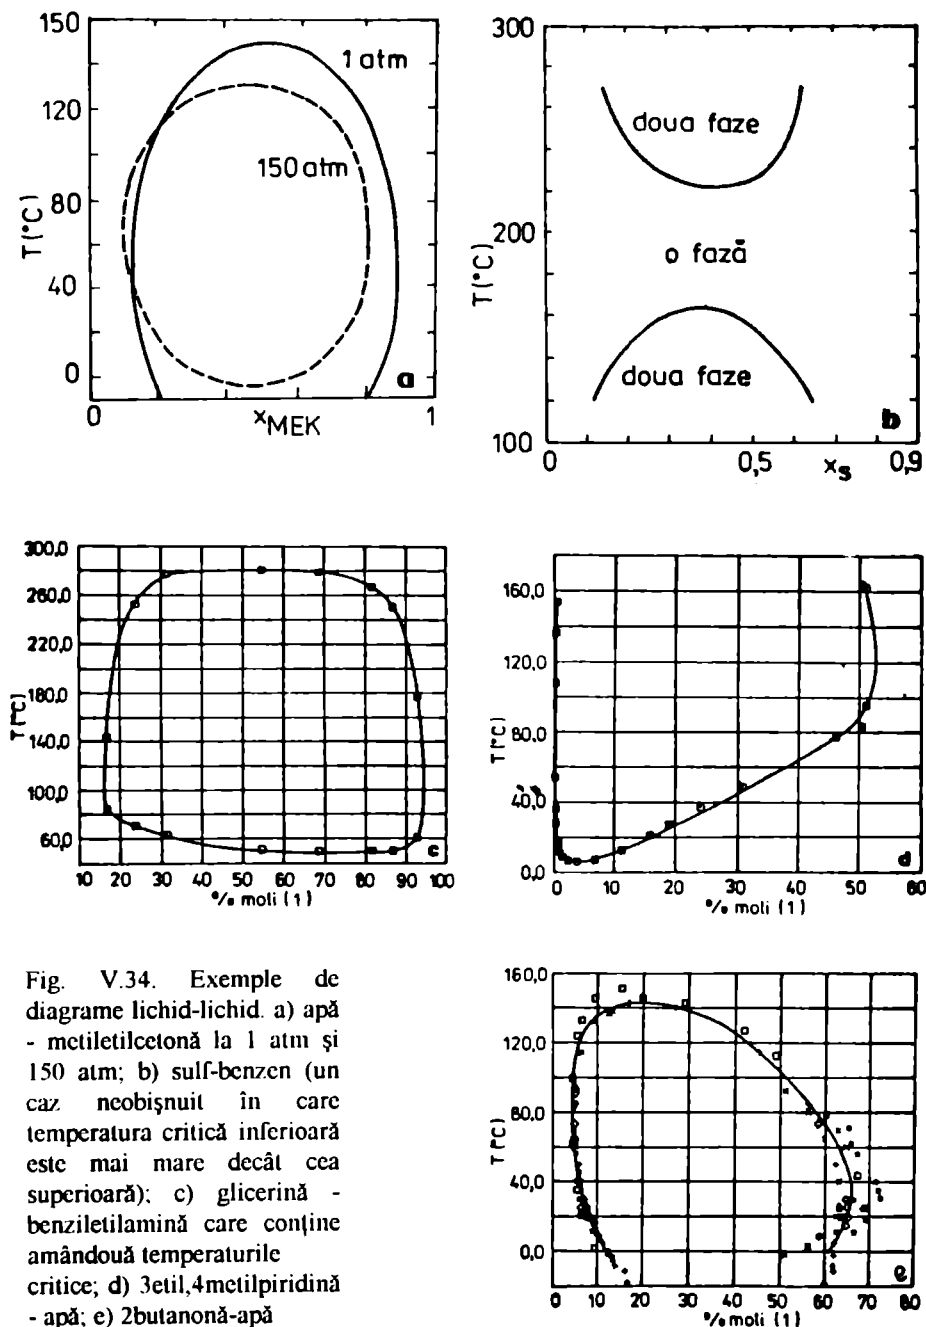 150
120
80
40
0
T(°C)
1 atm
150 atm
a
0
xMEK
1
300
200
100
T(°C)
doua faze
o fază
doua faze
b
0
0,5
xs
0,9
300,0
260,0
220,0
180,0
140,0
100,0
60,0
T(°C)
c
10 20 30 40 50 60 70 80 90 100
% moli (1)
160,0
120,0
80,0
40,0
0,0
T(°C)
d
0 10 20 30 40 50 60
% moli (1)
Fig. V.34. Exemple de
diagrame lichid-lichid. a) apă
- metiletilcetonă la 1 atm şi
150 atm; b) sulf-benzen (un
caz neobişnuit în care
temperatura critică inferioară
este mai mare decât cea
superioară); c) glicerină -
benziletilamină care conţine
amândouă temperaturile
critice; d) 3etil,4metilpiridină
- apă; e) 2butanonă-apă
160,0
120,0
80,0
40,0
0,0
T(°C)
e
0 10 20 30 40 50 60 70 80
% moli (1)